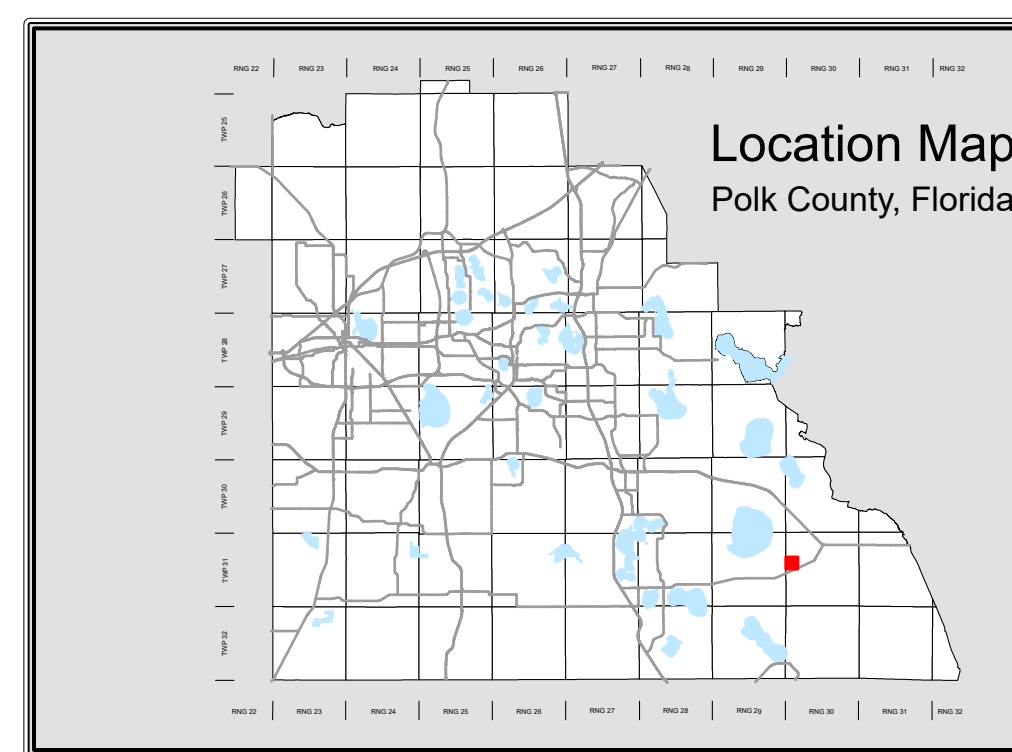 RNG 22 RNG 23 RNG 24 RNG 25 RNG 26 RNG 27 RNG 28 RNG 29 RNG 30 RNG 31 RNG 32
Location Map
Polk County, Florida
TWP 25
TWP 26
TWP 27
TWP 28
TWP 29
TWP 30
TWP 31
TWP 32
RNG 22 RNG 23 RNG 24 RNG 25 RNG 26 RNG 27 RNG 28 RNG 29 RNG 30 RNG 31 RNG 32